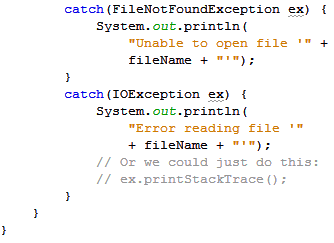 catch(FileNotFoundException ex) {
            System.out.println(
                "Unable to open file '" +
                fileName + "'");
        }
        catch(IOException ex) {
            System.out.println(
                "Error reading file '"
                + fileName + "'");
            // Or we could just do this:
            // ex.printStackTrace();
        }
    }
}